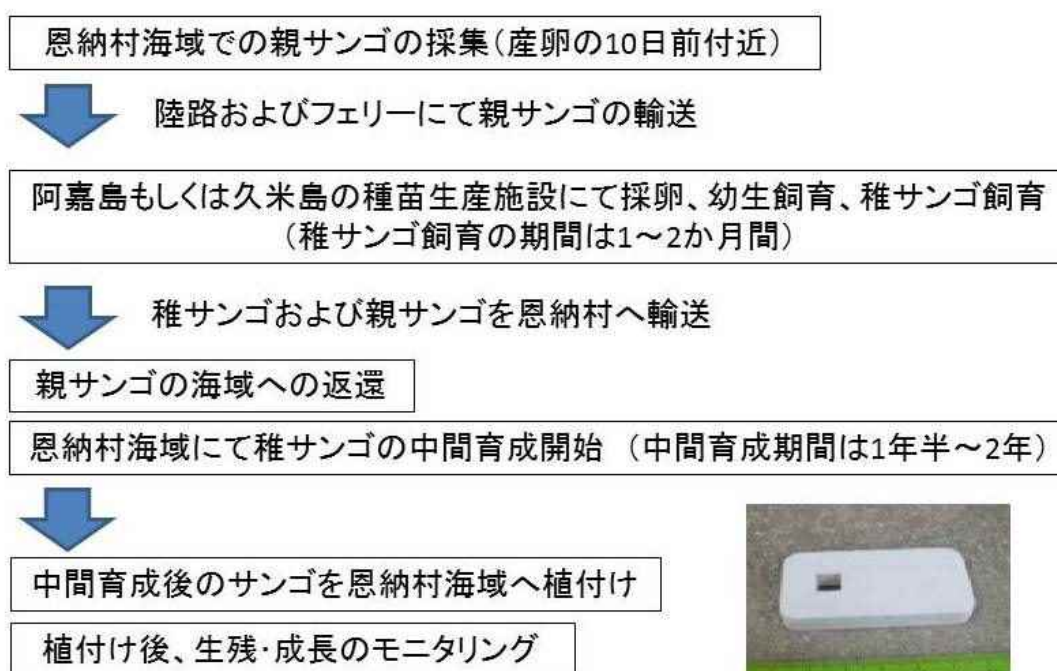 恩納村海域での親サンゴの採集（産卵の10日前付近）
陸路およびフェリーにて親サンゴの輸送
阿嘉島もしくは久米島の種苗生産施設にて採卵、幼生飼育、稚サンゴ飼育
（稚サンゴ飼育の期間は1～2か月間）
稚サンゴおよび親サンゴを恩納村へ輸送
親サンゴの海域への返還
恩納村海域にて稚サンゴの中間育成開始　（中間育成期間は1年半～2年）
中間育成後のサンゴを恩納村海域へ植付け
植付け後、生残・成長のモニタリング